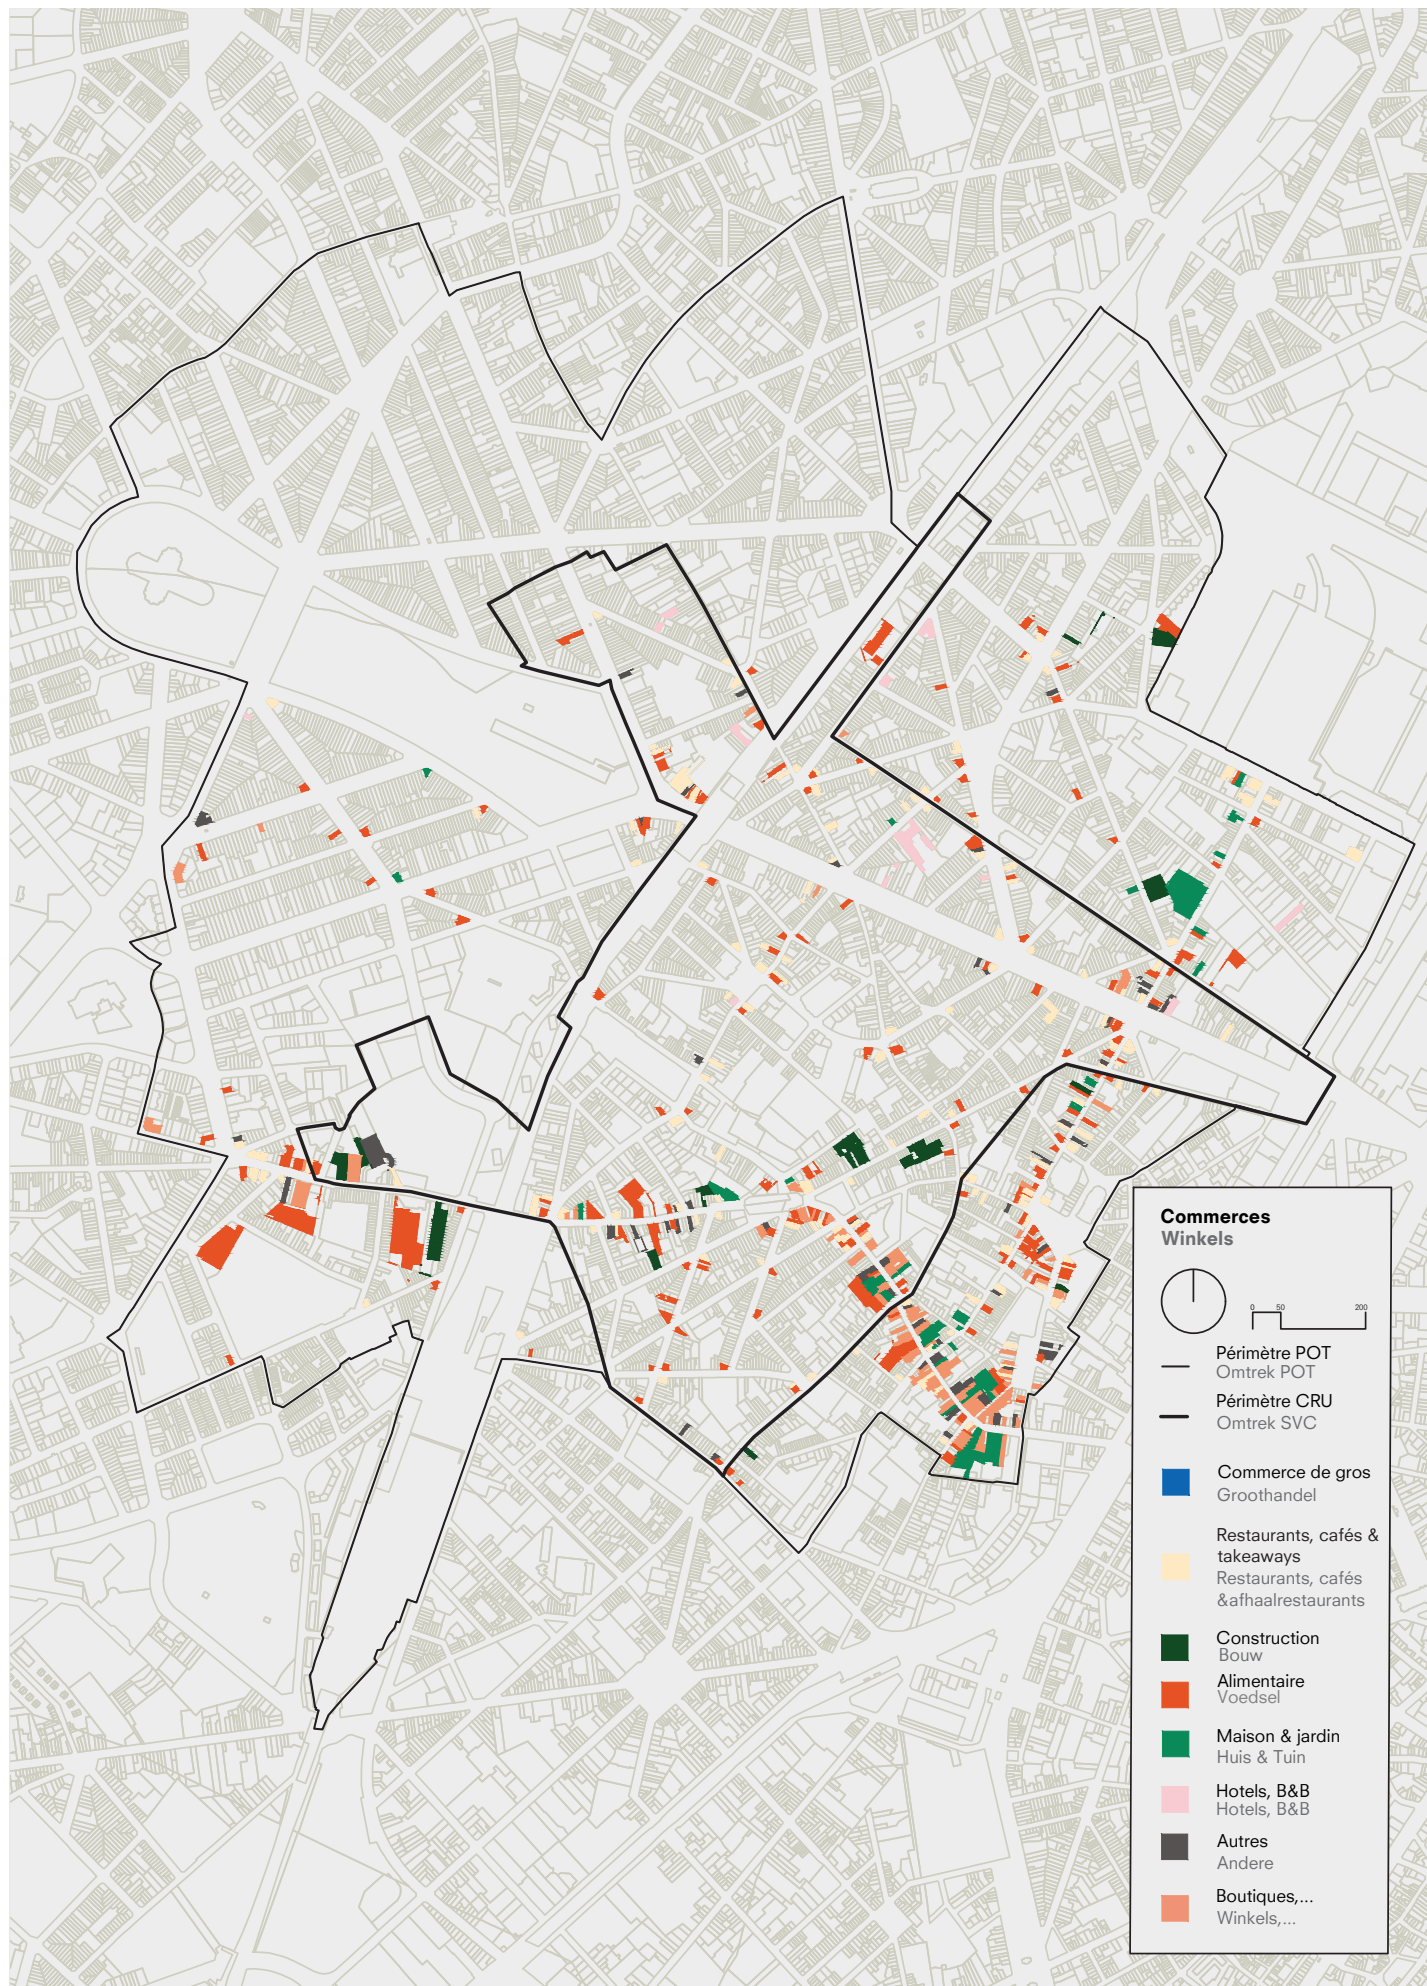 Commerces
Winkels
0 50 200
Périmètre POT
Omtrek POT
Périmètre CRU
Omtrek SVC
Commerce de gros
Groothandel
Restaurants, cafés &
takeaways
Restaurants, cafés
&afhaalrestaurants
Construction
Bouw
Alimentaire
Voedsel
Maison & jardin
Huis & Tuin
Hotels, B&B
Hotels, B&B
Autres
Andere
Boutiques,...
Winkels,...